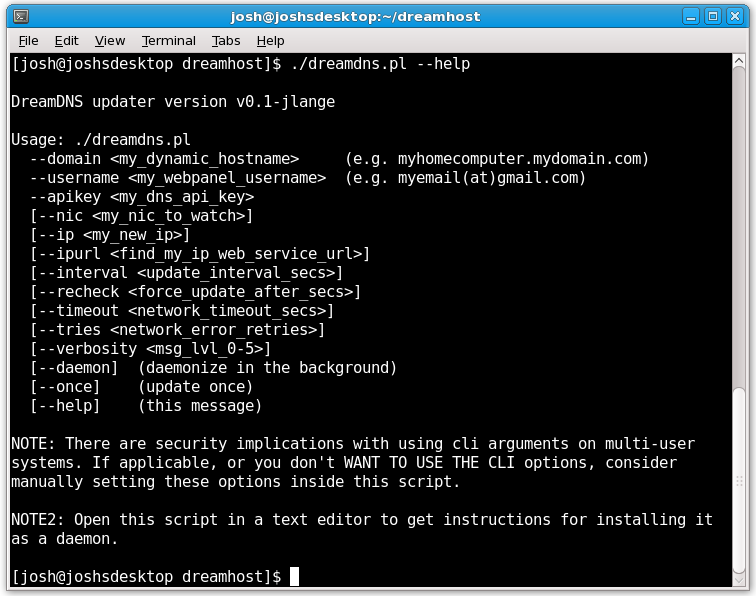 josh@joshsdesktop:~/dreamhost
File Edit View Terminal Tabs Help
[josh@joshsdesktop dreamhost]$ ./dreamdns.pl --help
DreamDNS updater version v0.1-jlange
Usage: ./dreamdns.pl
--domain <my_dynamic_hostname> (e.g. myhomecomputer.mydomain.com)
--username <my_webpanel_username> (e.g. myemail(at)gmail.com)
--apikey <my_dns_api_key>
[--nic <my_nic_to_watch>]
[--ip <my_new_ip>]
[--ipurl <find_my_ip_web_service_url>]
[--interval <update_interval_secs>]
[--recheck <force_update_after_secs>]
[--timeout <network_timeout_secs>]
[--tries <network_error_retries>]
[--verbosity <msg_lvl_0-5>]
[--daemon] (daemonize in the background)
[--once] (update once)
[--help] (this message)
NOTE: There are security implications with using cli arguments on multi-user
systems. If applicable, or you don't WANT TO USE THE CLI options, consider
manually setting these options inside this script.
NOTE2: Open this script in a text editor to get instructions for installing it
as a daemon.
[josh@joshsdesktop dreamhost]$